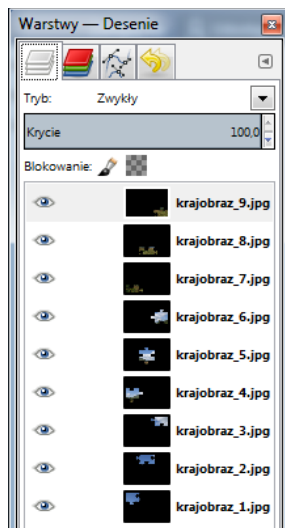 Warstwy — Desenie
Tryb: Zwykły
Krycie 100,0
Blokowanie:
krajobraz_9.jpg
krajobraz_8.jpg
krajobraz_7.jpg
krajobraz_6.jpg
krajobraz_5.jpg
krajobraz_4.jpg
krajobraz_3.jpg
krajobraz_2.jpg
krajobraz_1.jpg